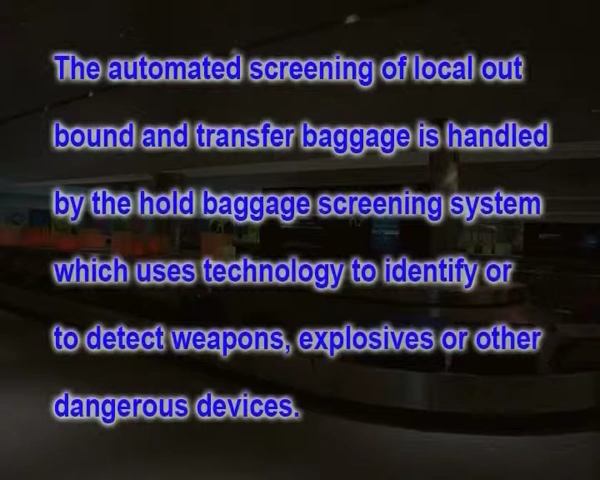 The automated screening of local out
bound and transfer baggage is handled
by the hold baggage screening system
which uses technology to identify or
to detect weapons, explosives or other
dangerous devices.